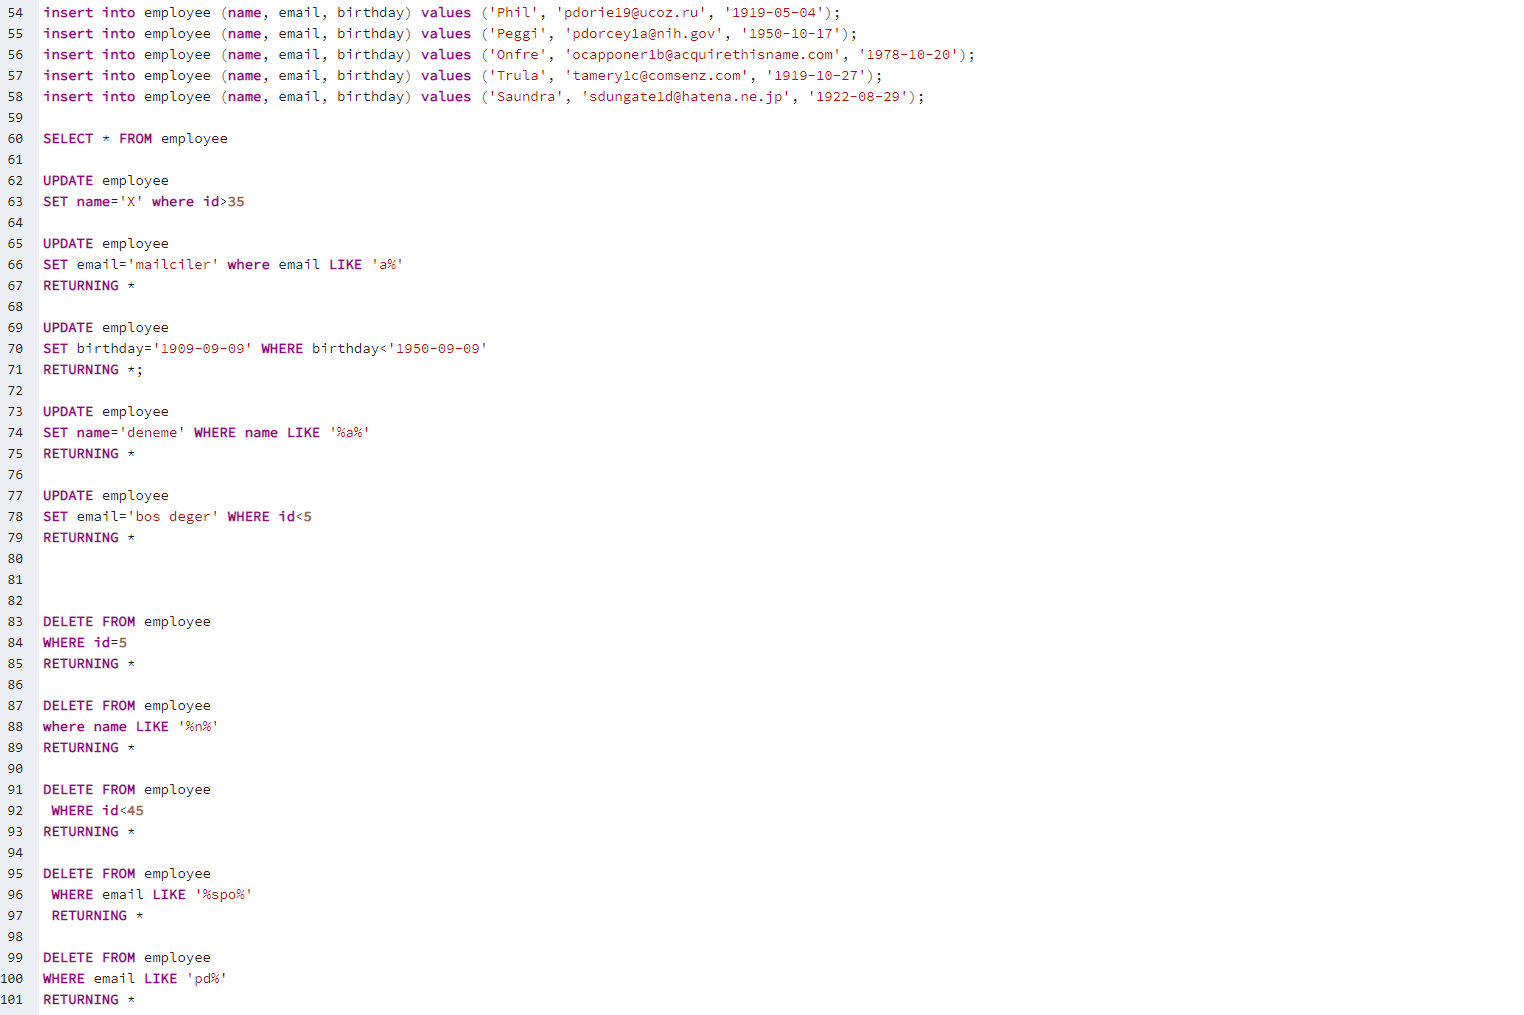 54 insert into employee (name, email, birthday) values ('Phil', 'pdorie19@ucoz.ru', '1919-05-04');
55 insert into employee (name, email, birthday) values ('Peggi', 'pdorcey1a@nih.gov', '1950-10-17');
56 insert into employee (name, email, birthday) values ('Onfre', 'ocapponer1b@acquirethisname.com', '1978-10-20');
57 insert into employee (name, email, birthday) values ('Trula', 'tamery1c@comsenz.com', '1919-10-27');
58 insert into employee (name, email, birthday) values ('Saundra', 'sdungate1d@hatena.ne.jp', '1922-08-29');
59
60 SELECT * FROM employee
61
62 UPDATE employee
63 SET name='X' where id>35
64
65 UPDATE employee
66 SET email='mailciler' where email LIKE 'a%'
67 RETURNING *
68
69 UPDATE employee
70 SET birthday='1909-09-09' WHERE birthday<'1950-09-09'
71 RETURNING *;
72
73 UPDATE employee
74 SET name='deneme' WHERE name LIKE '%a%'
75 RETURNING *
76
77 UPDATE employee
78 SET email='bos deger' WHERE id<5
79 RETURNING *
80
81
82
83 DELETE FROM employee
84 WHERE id=5
85 RETURNING *
86
87 DELETE FROM employee
88 where name LIKE '%n%'
89 RETURNING *
90
91 DELETE FROM employee
92  WHERE id<45
93 RETURNING *
94
95 DELETE FROM employee
96  WHERE email LIKE '%spo%'
97  RETURNING *
98
99 DELETE FROM employee
100 WHERE email LIKE 'pd%'
101 RETURNING *